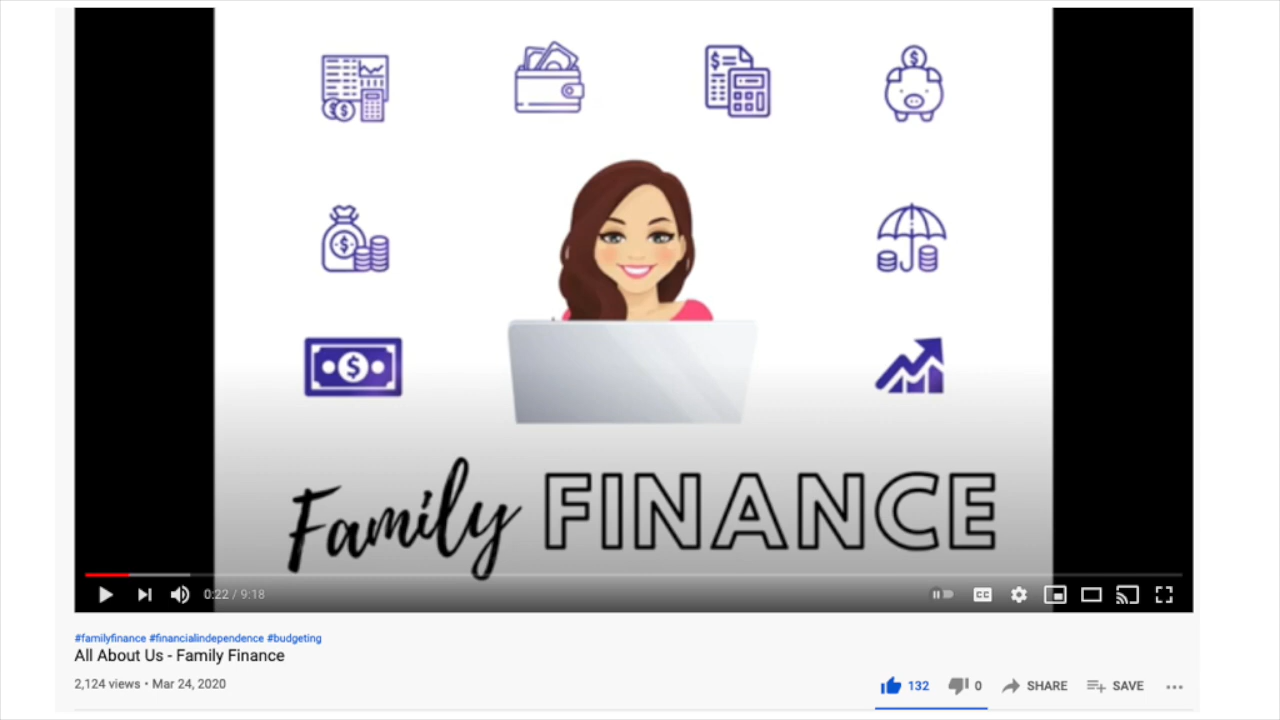 Family FINANCE
0:22 / 9:18
CC
#familyfinance #financialindependence #budgeting
All About Us - Family Finance
2,124 views • Mar 24, 2020
132 0 SHARE SAVE